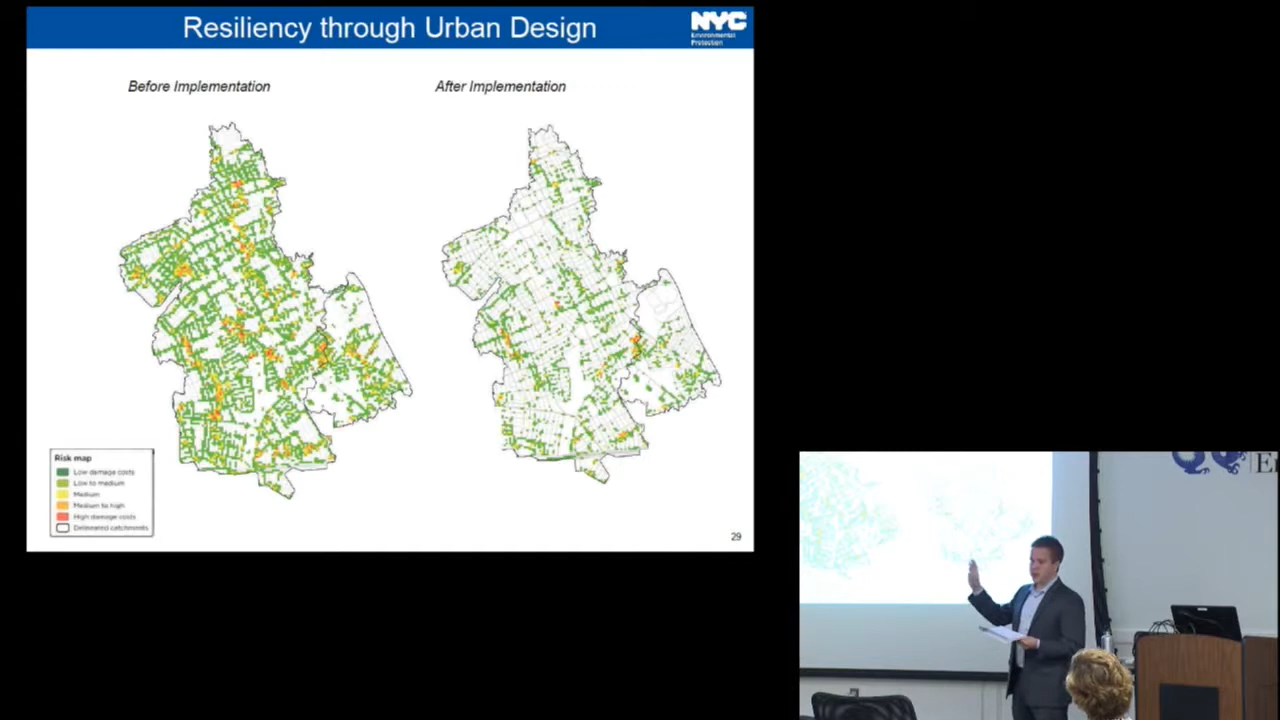 Resiliency through Urban Design
NYC
Environmental
Protection
Before Implementation
After Implementation
Risk map
Low damage costs
Low to medium
Medium
Medium to high
High damage costs
Delineated catchments
29